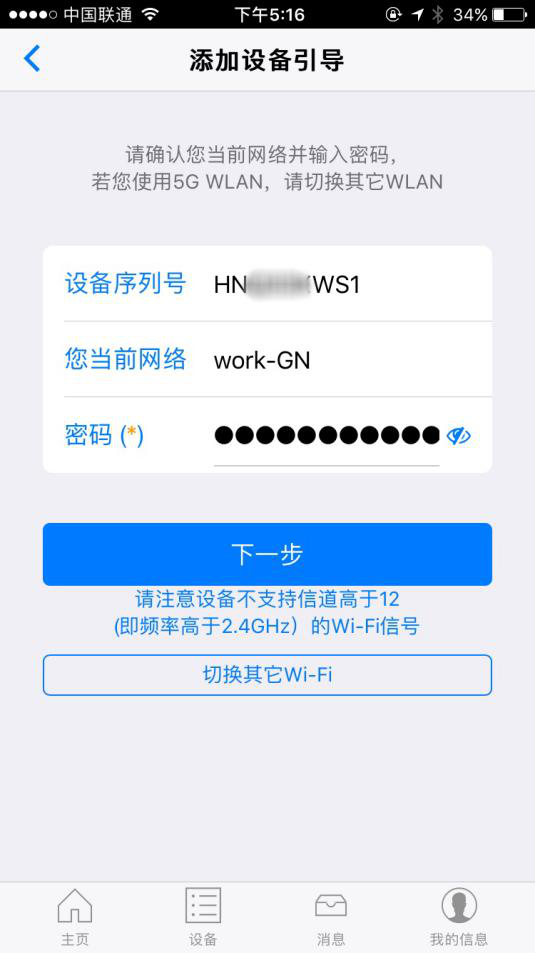 中国联通 下午5:16 34%
添加设备引导
请确认您当前网络并输入密码，
若您使用5G WLAN，请切换其它WLAN
设备序列号 HN WS1
您当前网络 work-GN
密码 (*) ●●●●●●●●●●●
下一步
请注意设备不支持信道高于12
(即频率高于2.4GHz）的Wi-Fi信号
切换其它Wi-Fi
主页 设备 消息 我的信息